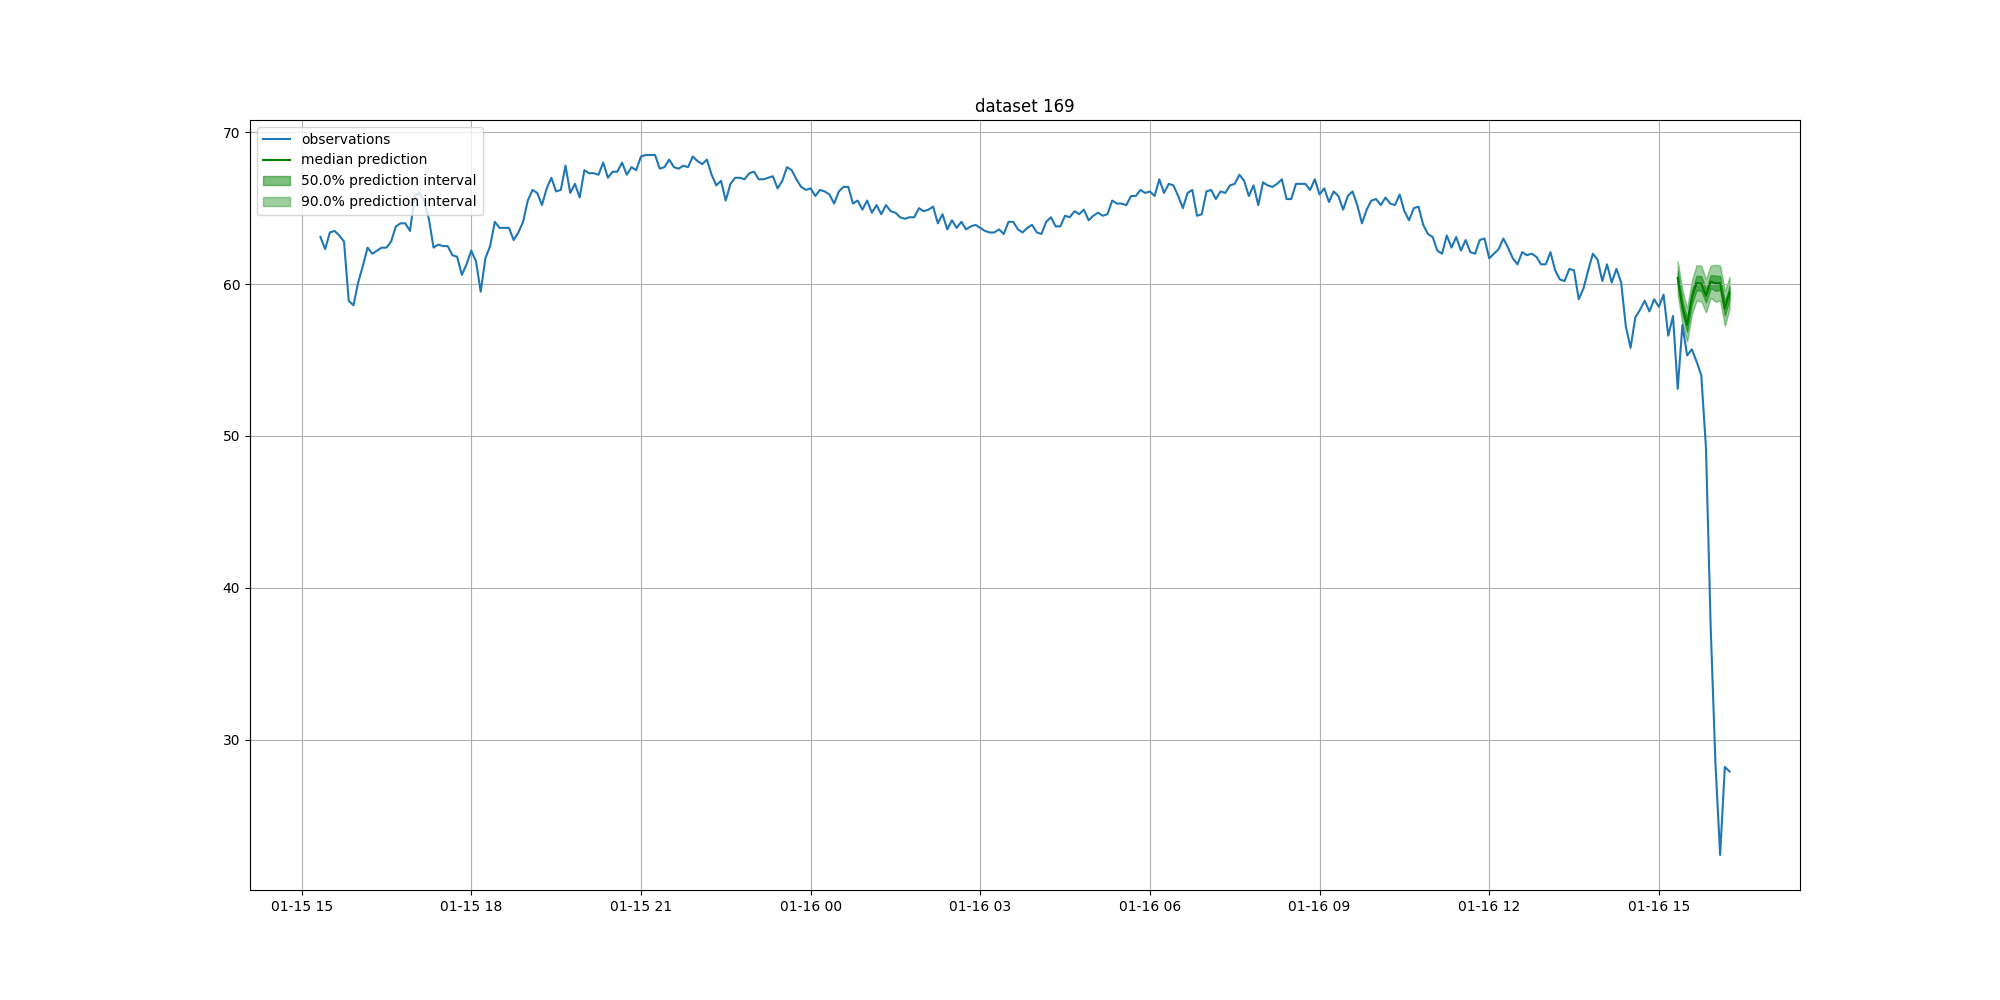 dataset 169
observations
median prediction
50.0% prediction interval
90.0% prediction interval
70
60
50
40
30
01-15 15
01-15 18
01-15 21
01-16 00
01-16 03
01-16 06
01-16 09
01-16 12
01-16 15